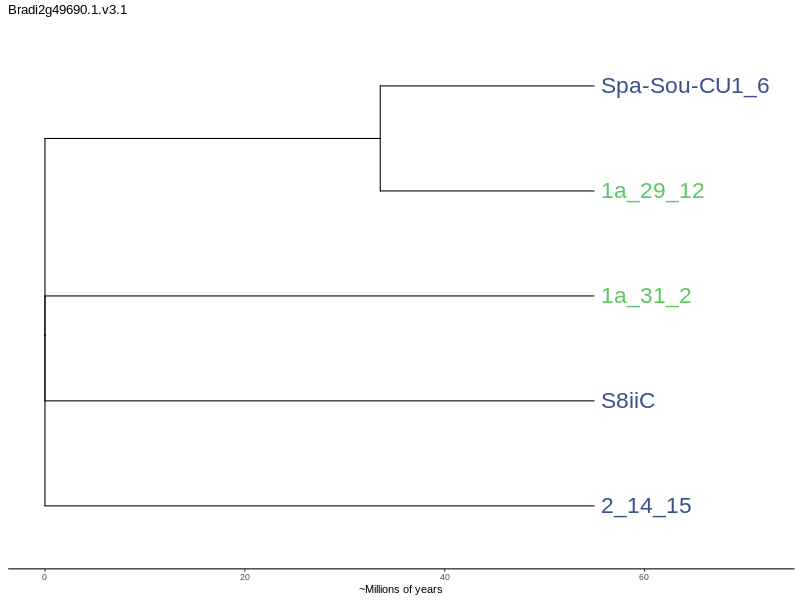 Bradi2g49690.1.v3.1
Spa-Sou-CU1_6
1a_29_12
1a_31_2
S8iiC
2_14_15
0 20 40 60
~Millions of years